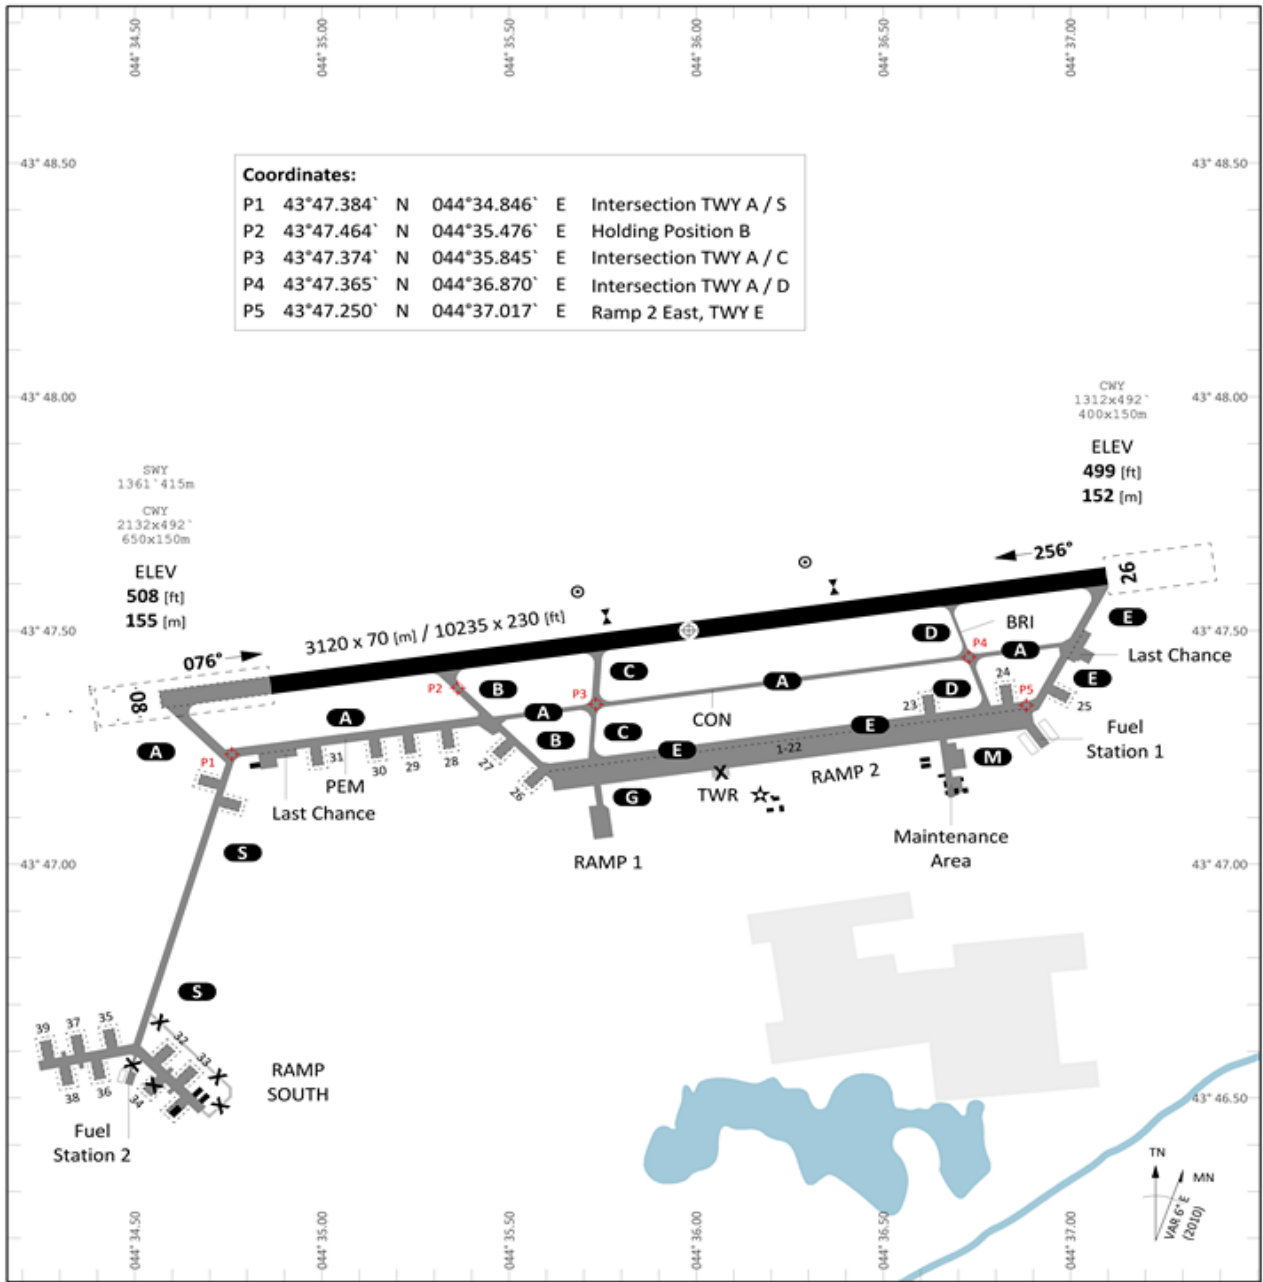 044° 34.50
044° 35.00
044° 35.50
044° 36.00
044° 36.50
044° 37.00
43° 48.50
43° 48.50
Coordinates:
P1 43°47.384` N 044°34.846` E Intersection TWY A / S
P2 43°47.464` N 044°35.476` E Holding Position B
P3 43°47.374` N 044°35.845` E Intersection TWY A / C
P4 43°47.365` N 044°36.870` E Intersection TWY A / D
P5 43°47.250` N 044°37.017` E Ramp 2 East, TWY E
43° 48.00
43° 48.00
CWY
1312x492`
400x150m
ELEV
499 [ft]
152 [m]
SWY
1361`415m
CWY
2132x492`
650x150m
ELEV
508 [ft]
155 [m]
256°
26
43° 47.50
43° 47.50
3120 x 70 [m] / 10235 x 230 [ft]
076°
08
E
BRI
D
P4
A
Last Chance
C
P2
B
P3
A
D
24
P5
E
25
A
A
B
CON
23
C
E
E
1-22
Fuel
Station 1
A
P1
31
30
29
28
27
26
PEM
Last Chance
RAMP 2
M
TWR
G
RAMP 1
Maintenance
Area
S
43° 47.00
43° 47.00
S
39
37
35
32
33
38
36
34
RAMP
SOUTH
Fuel
Station 2
43° 46.50
43° 46.50
TN
MN
VAR 6° E
(2010)
044° 34.50
044° 35.00
044° 35.50
044° 36.00
044° 36.50
044° 37.00